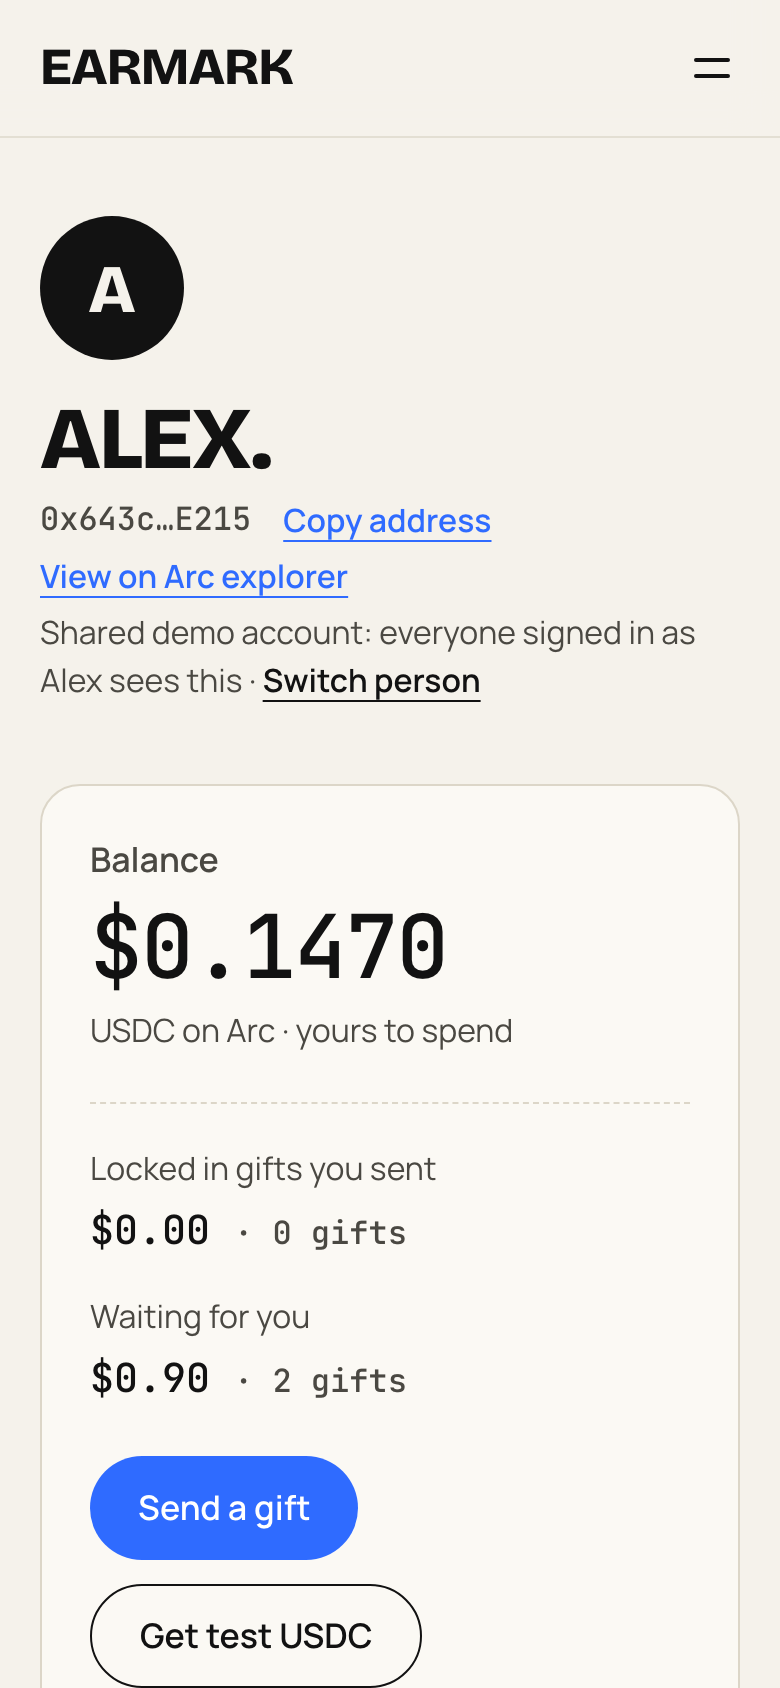 EARMARK
A
ALEX.
0x643c…E215 Copy address
View on Arc explorer
Shared demo account: everyone signed in as
Alex sees this · Switch person
Balance
$0.1470
USDC on Arc · yours to spend
Locked in gifts you sent
$0.00 · 0 gifts
Waiting for you
$0.90 · 2 gifts
Send a gift
Get test USDC